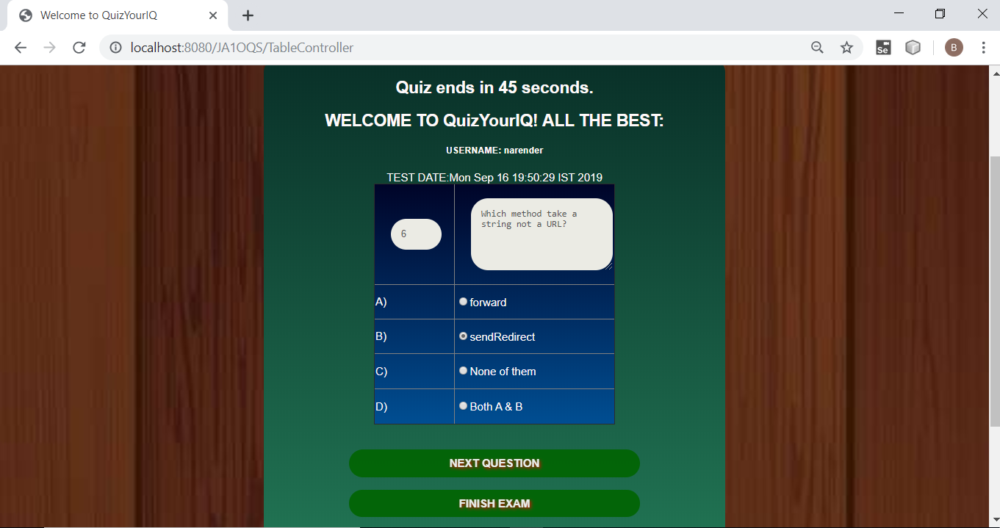 Welcome to QuizYourIQ
localhost:8080/JA1OQS/TableController
Se
B
Quiz ends in 45 seconds.
WELCOME TO QuizYourIQ! ALL THE BEST:
USERNAME: narender
TEST DATE:Mon Sep 16 19:50:29 IST 2019
6
Which method take a
string not a URL?
A) forward
B) sendRedirect
C) None of them
D) Both A & B
NEXT QUESTION
FINISH EXAM